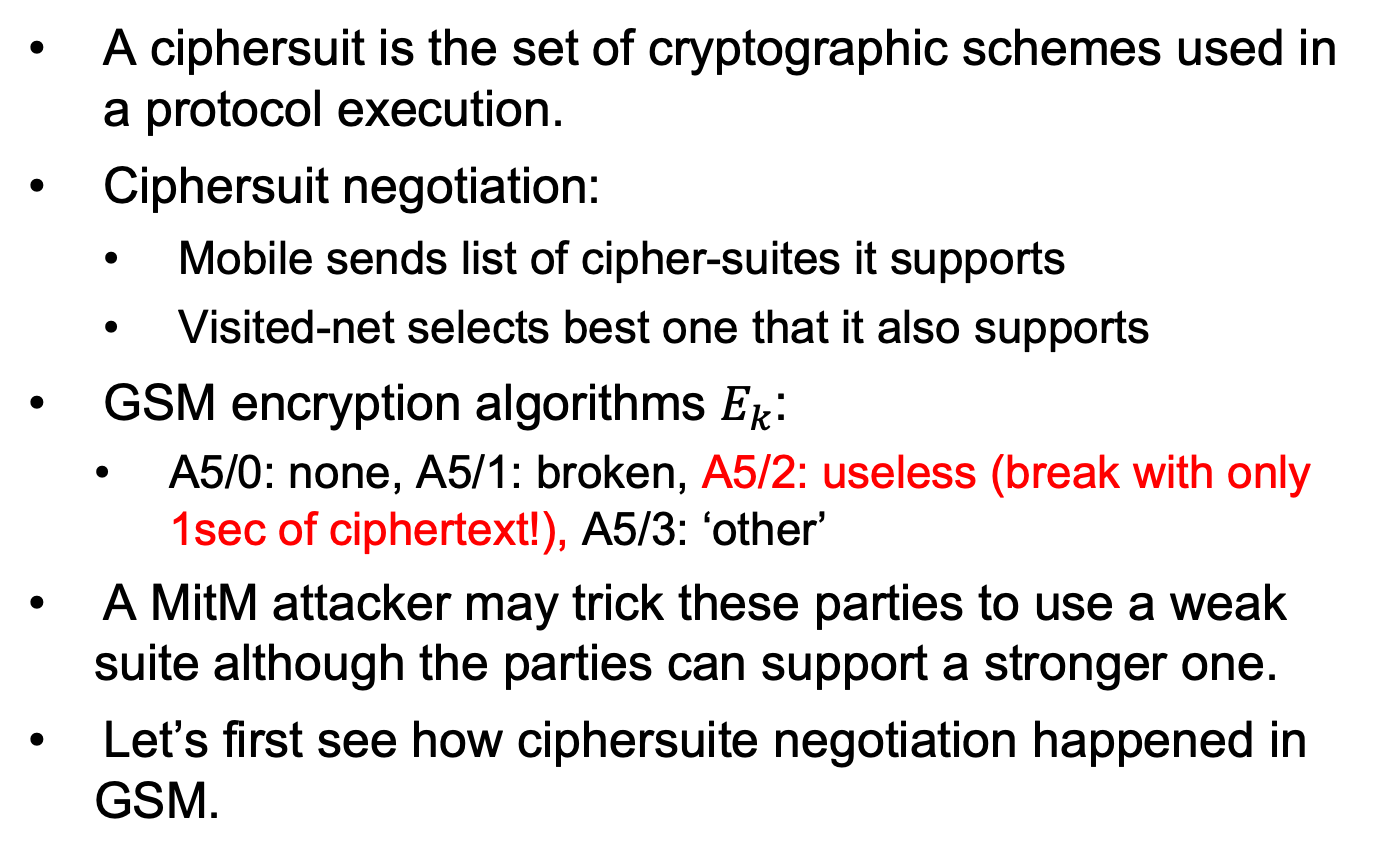 • A ciphersuit is the set of cryptographic schemes used in
a protocol execution.
• Ciphersuit negotiation:
• Mobile sends list of cipher-suites it supports
• Visited-net selects best one that it also supports
• GSM encryption algorithms 𝐸𝑘:
• A5/0: none, A5/1: broken, A5/2: useless (break with only
1sec of ciphertext!), A5/3: ‘other’
• A MitM attacker may trick these parties to use a weak
suite although the parties can support a stronger one.
• Let’s first see how ciphersuite negotiation happened in
GSM.